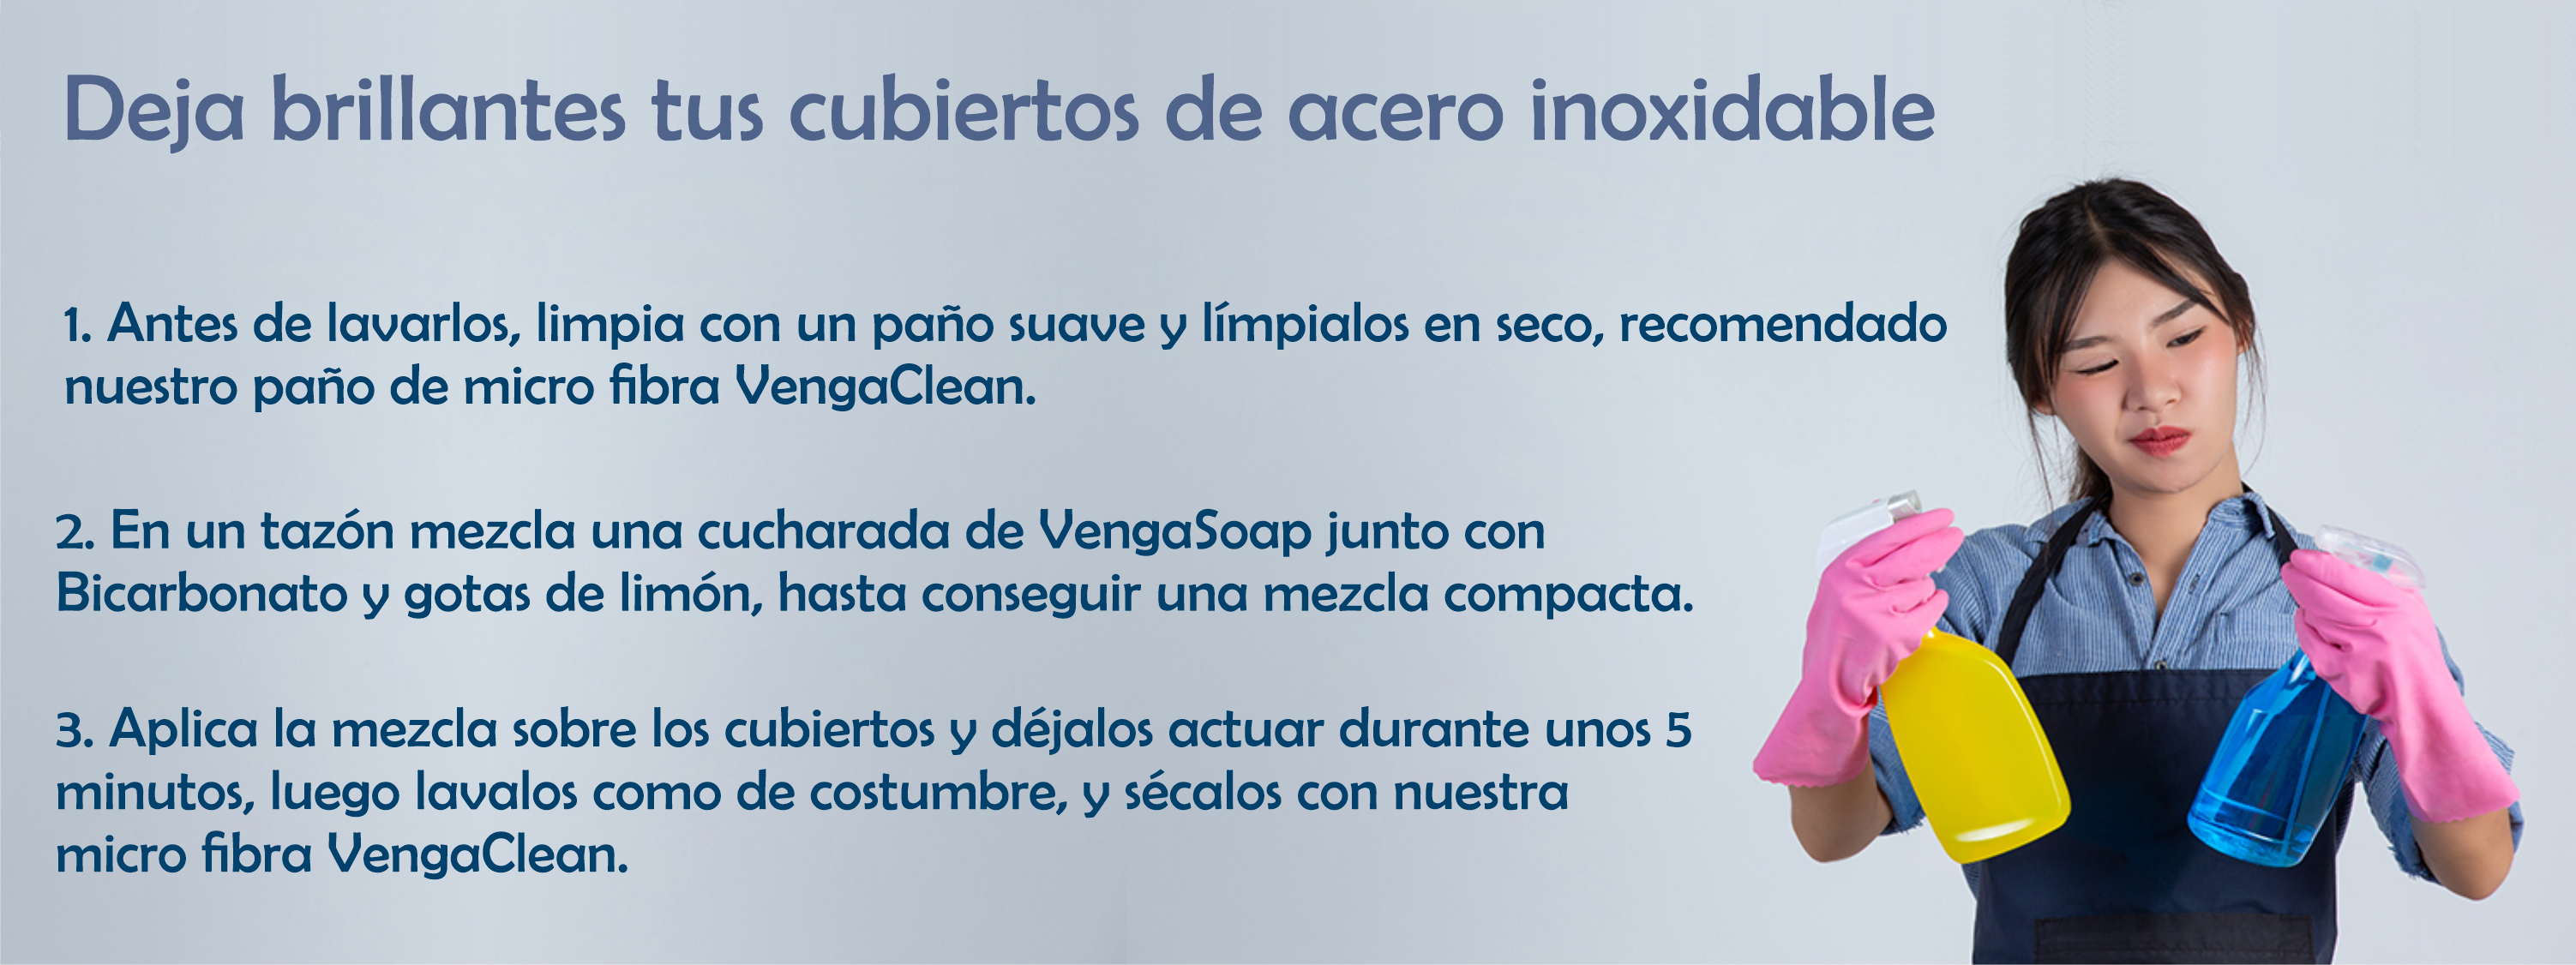 Deja brillantes tus cubiertos de acero inoxidable
1. Antes de lavarlos, limpia con un paño suave y límpialos en seco, recomendado
nuestro paño de micro fibra VengaClean.
2. En un tazón mezcla una cucharada de VengaSoap junto con
Bicarbonato y gotas de limón, hasta conseguir una mezcla compacta.
3. Aplica la mezcla sobre los cubiertos y déjalos actuar durante unos 5
minutos, luego lavalos como de costumbre, y sécalos con nuestra
micro fibra VengaClean.